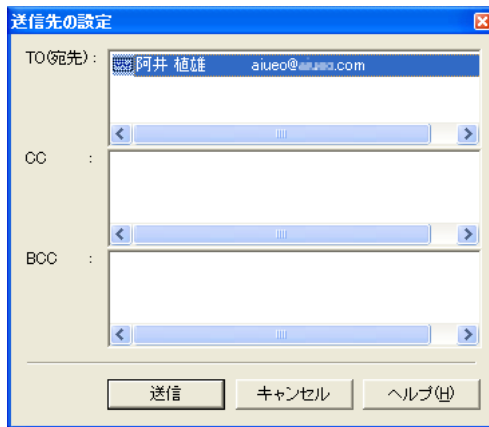 送信先の設定
TO(宛先) : 阿井 植雄 aiueo@ .com
CC :
BCC :
送信 キャンセル ヘルプ(H)